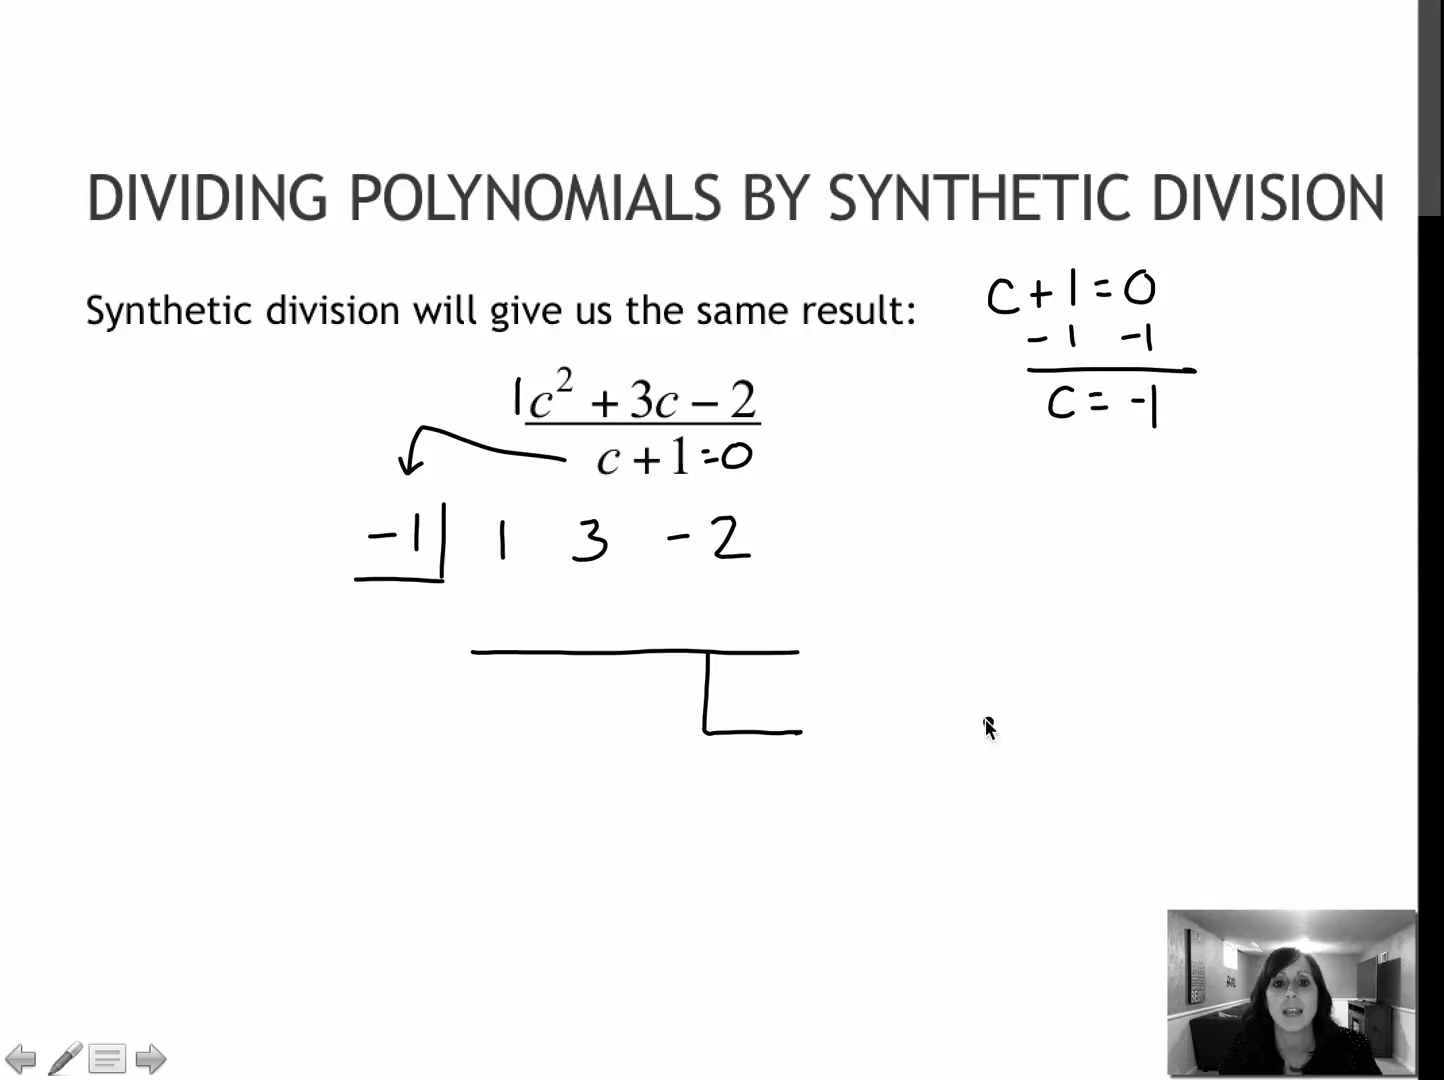 DIVIDING POLYNOMIALS BY SYNTHETIC DIVISION
Synthetic division will give us the same result:
1c² + 3c − 2
c + 1 = 0
-1 | 1 3 -2
c + 1 = 0
-1 -1
c = -1